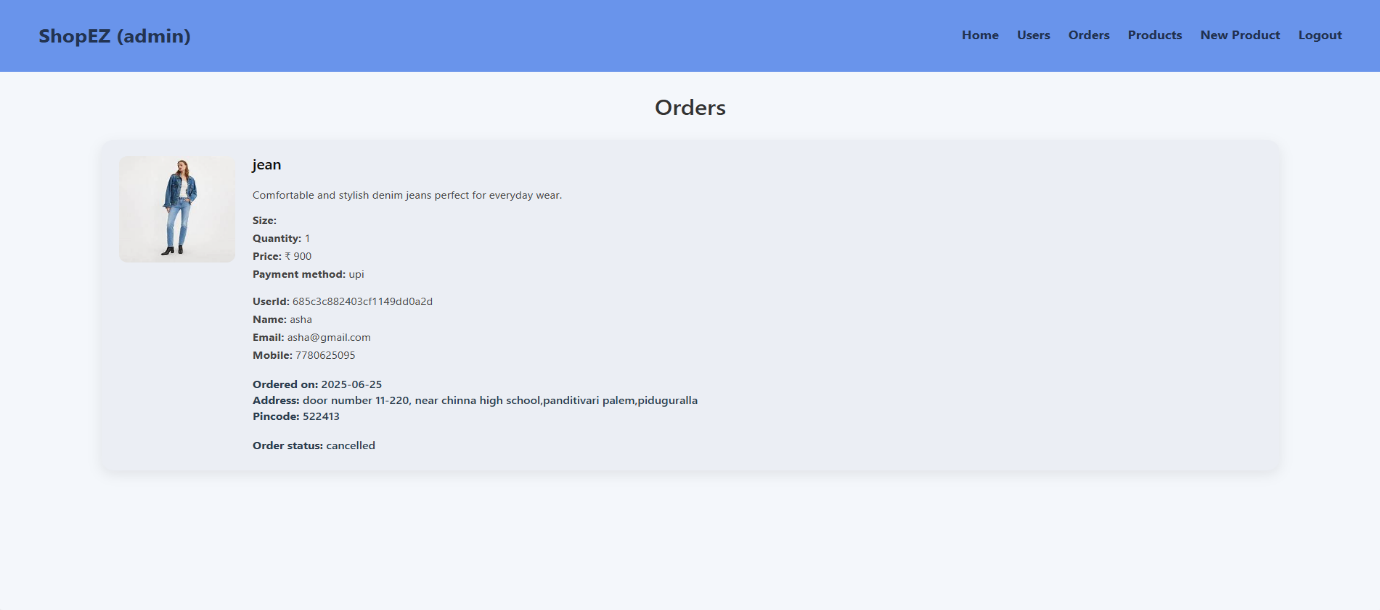 ShopEZ (admin)
Home Users Orders Products New Product Logout
Orders
jean
Comfortable and stylish denim jeans perfect for everyday wear.
Size:
Quantity: 1
Price: ₹ 900
Payment method: upi
UserId: 685c3c882403cf1149dd0a2d
Name: asha
Email: asha@gmail.com
Mobile: 7780625095
Ordered on: 2025-06-25
Address: door number 11-220, near chinna high school,panditivari palem,piduguralla
Pincode: 522413
Order status: cancelled